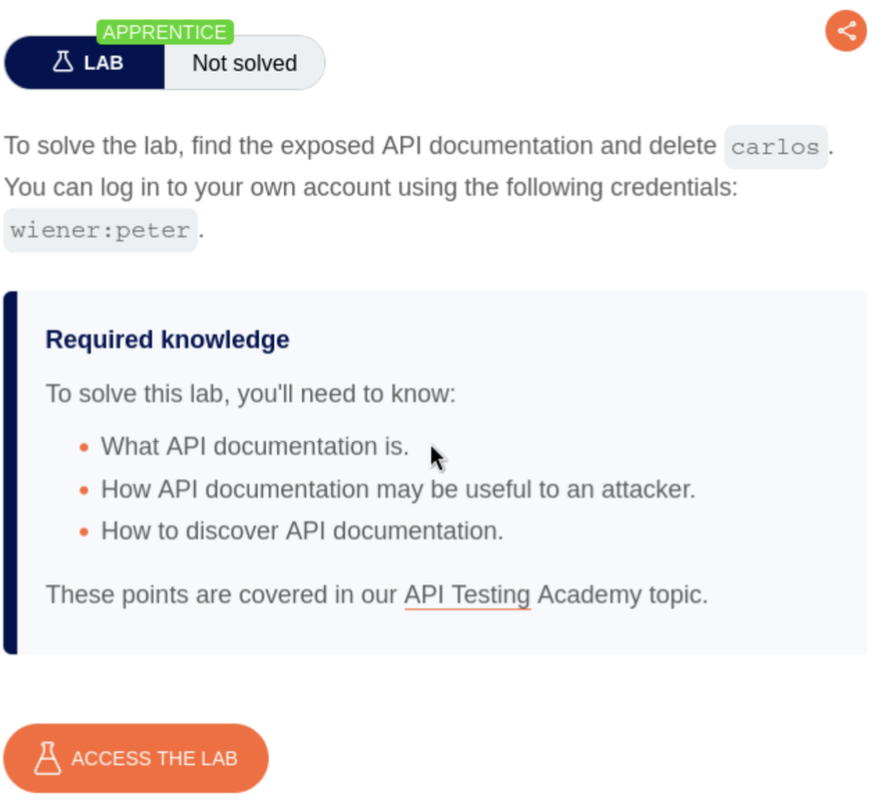 APPRENTICE
LAB Not solved
To solve the lab, find the exposed API documentation and delete carlos.
You can log in to your own account using the following credentials:
wiener:peter.
Required knowledge
To solve this lab, you'll need to know:
• What API documentation is.
• How API documentation may be useful to an attacker.
• How to discover API documentation.
These points are covered in our API Testing Academy topic.
ACCESS THE LAB